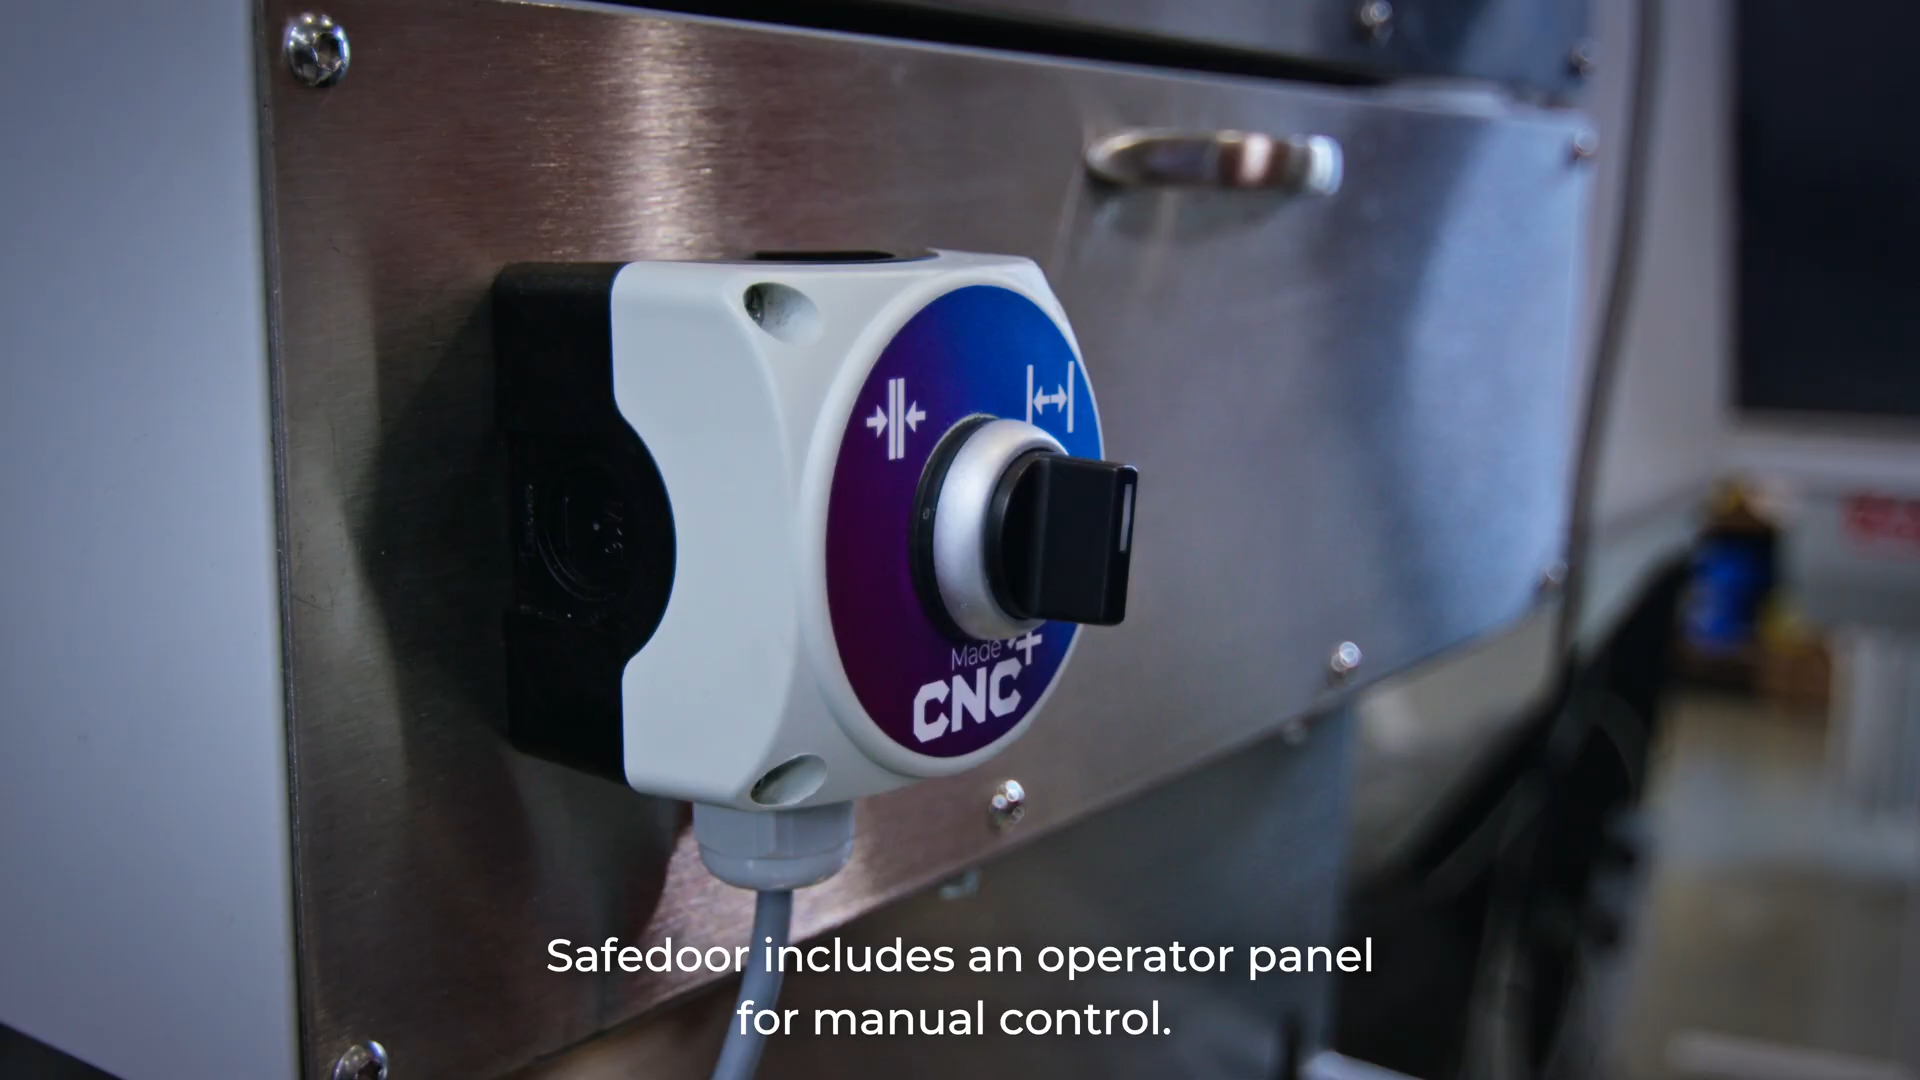 Made
CNC+
Safedoor includes an operator panel
for manual control.